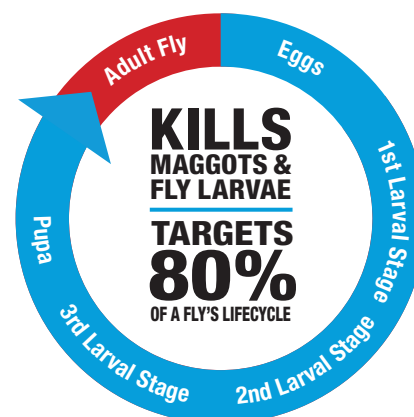 Adult Fly
Eggs
1st Larval Stage
2nd Larval Stage
3rd Larval Stage
Pupa
KILLS
MAGGOTS &
FLY LARVAE
TARGETS
80%
OF A FLY'S LIFECYCLE